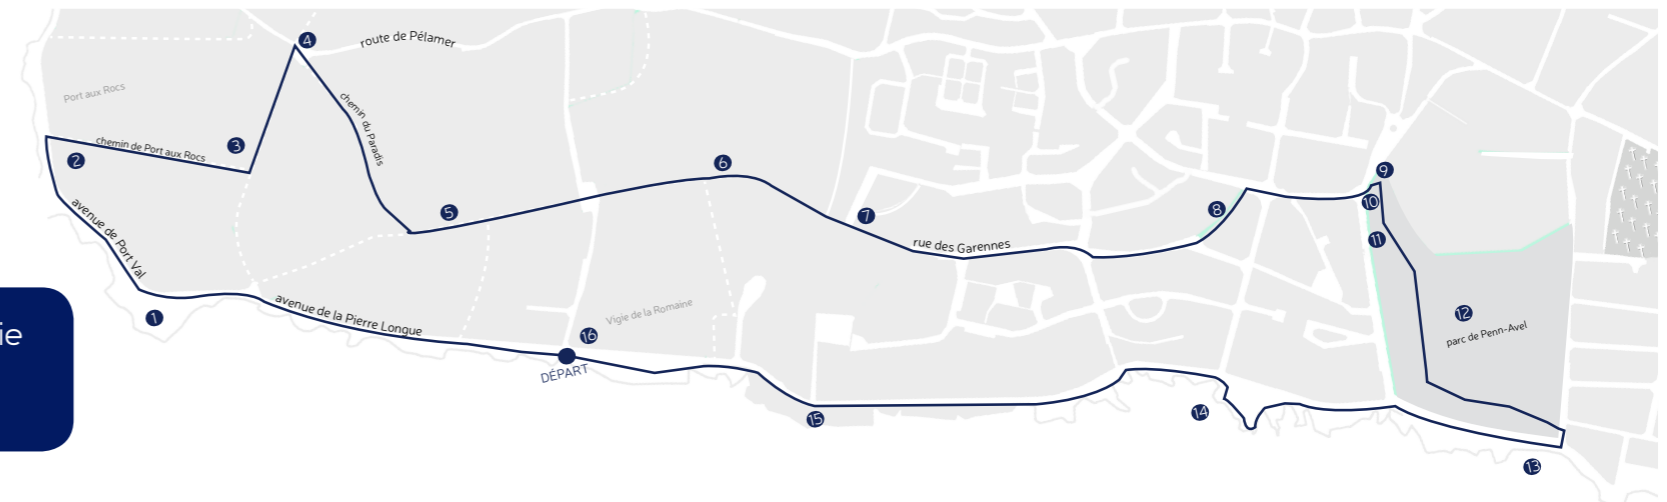 4
route de Pélamer
Port aux Rocs
chemin du Paradis
3
chemin de Port aux Rocs
2
6
9
5
7
8
10
avenue de Port Val
rue des Garennes
11
1
avenue de la Pierre Longue
Vigie de la Romaine
12
parc de Penn-Avel
ie
16
DÉPART
15
14
13